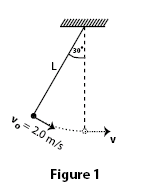 30°
L
v₀ = 2.0 m/s
v
Figure 1